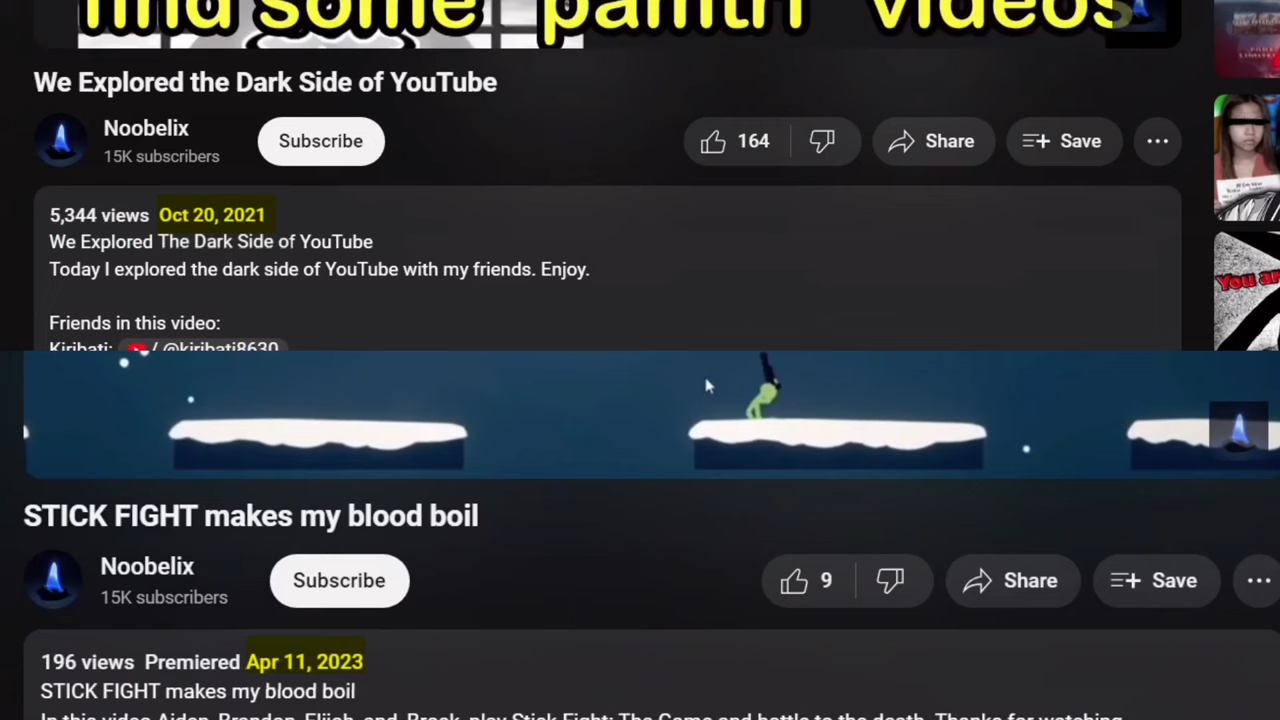 find some "painful" videos
We Explored the Dark Side of YouTube
Noobelix
15K subscribers
Subscribe
164
Share
Save
5,344 views Oct 20, 2021
We Explored The Dark Side of YouTube
Today I explored the dark side of YouTube with my friends. Enjoy.
Friends in this video:
Kiribati: / @kiribati8630
You ar
STICK FIGHT makes my blood boil
Noobelix
15K subscribers
Subscribe
9
Share
Save
196 views Premiered Apr 11, 2023
STICK FIGHT makes my blood boil
In this video Aiden, Brandon, Elijah, and, Brook, play Stick Fight: The Game and battle to the death. Thanks for watching